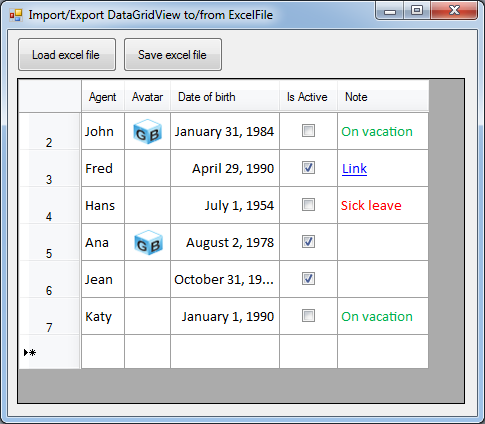 Import/Export DataGridView to/from ExcelFile
Load excel file Save excel file
Agent Avatar Date of birth Is Active Note
2 John GB January 31, 1984 On vacation
3 Fred April 29, 1990 Link
4 Hans July 1, 1954 Sick leave
5 Ana GB August 2, 1978
6 Jean October 31, 19...
7 Katy January 1, 1990 On vacation